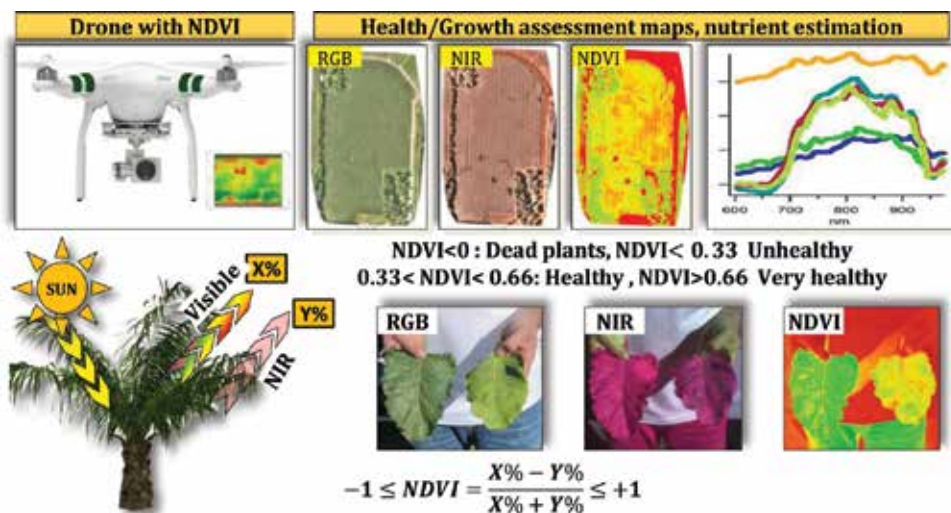 Drone with NDVI
Health/Growth assessment maps, nutrient estimation
RGB
NIR
NDVI
600 700 800 900
nm nm
NDVI<0 : Dead plants, NDVI< 0.33 Unhealthy
0.33< NDVI< 0.66: Healthy , NDVI>0.66 Very healthy
SUN
Visible
X%
Y%
NIR
RGB
NIR
NDVI
−1 ≤ NDVI = X% − Y% / X% + Y% ≤ +1